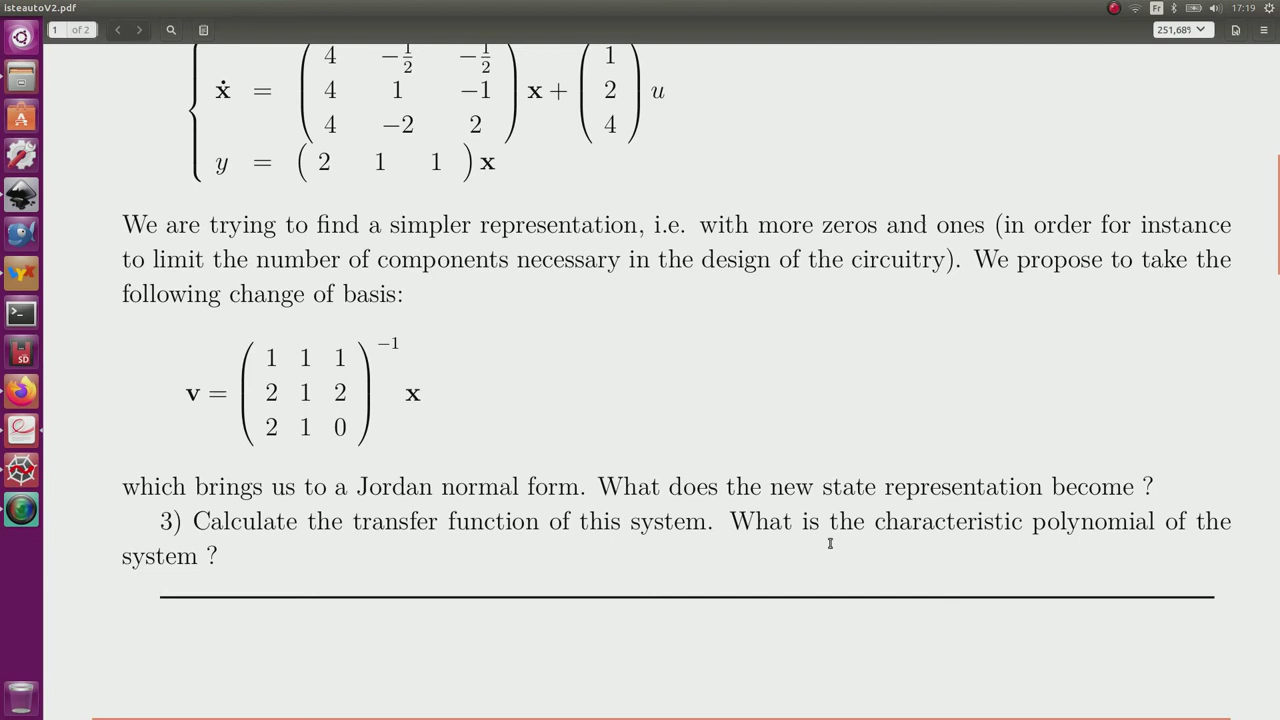 isteautoV2.pdf
Fr
17:19
1 of 2
251,68%
ẋ = ( 4 −1/2 −1/2 ) x + ( 1 ) u
4 1 −1 2
4 −2 2 4
y = ( 2 1 1 ) x
We are trying to find a simpler representation, i.e. with more zeros and ones (in order for instance
to limit the number of components necessary in the design of the circuitry). We propose to take the
following change of basis:
v = ( 1 1 1 )−1 x
2 1 2
2 1 0
which brings us to a Jordan normal form. What does the new state representation become ?
3) Calculate the transfer function of this system. What is the characteristic polynomial of the
system ?
SD